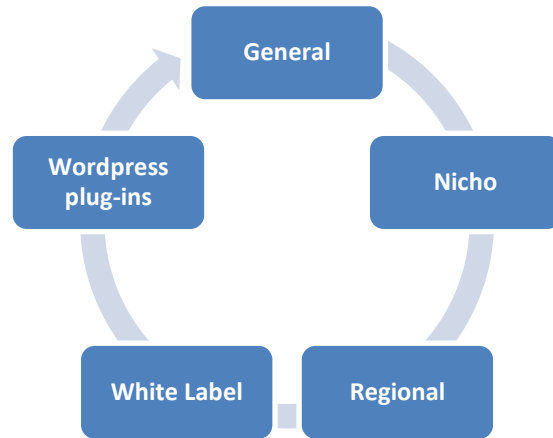 General
Nicho
Regional
White Label
Wordpress
plug-ins